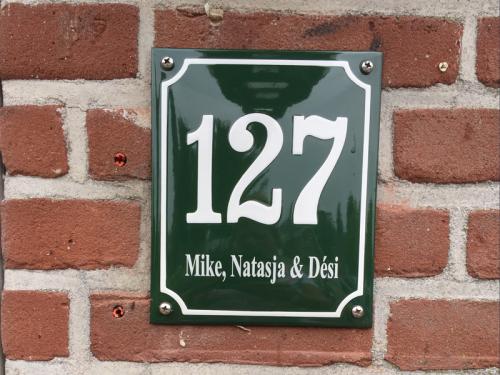 127
Mike, Natasja & Dési